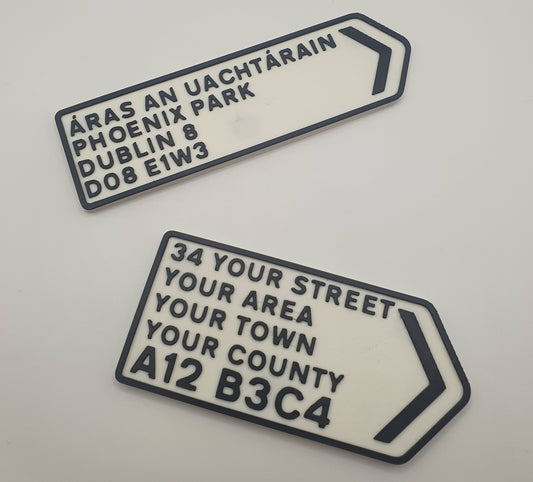 ÁRAS AN UACHTÁRAIN
PHOENIX PARK
DUBLIN 8
D08 E1W3
34 YOUR STREET
YOUR AREA
YOUR TOWN
YOUR COUNTY
A12 B3C4